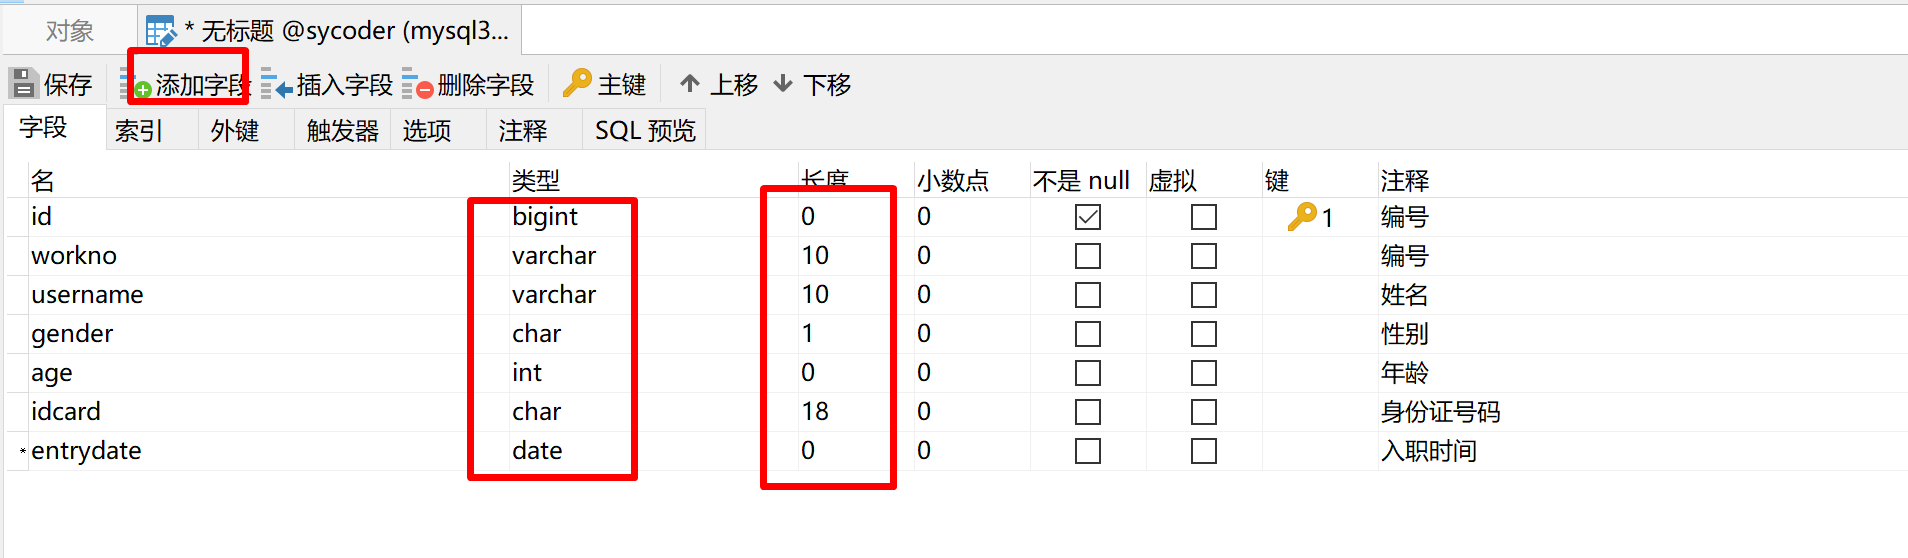 对象 * 无标题 @sycoder (mysql3...
保存 添加字段 插入字段 删除字段 主键 上移 下移
字段 索引 外键 触发器 选项 注释 SQL 预览
名 类型 长度 小数点 不是 null 虚拟 键 注释
id bigint 0 0 1 编号
workno varchar 10 0 编号
username varchar 10 0 姓名
gender char 1 0 性别
age int 0 0 年龄
idcard char 18 0 身份证号码
* entrydate date 0 0 入职时间